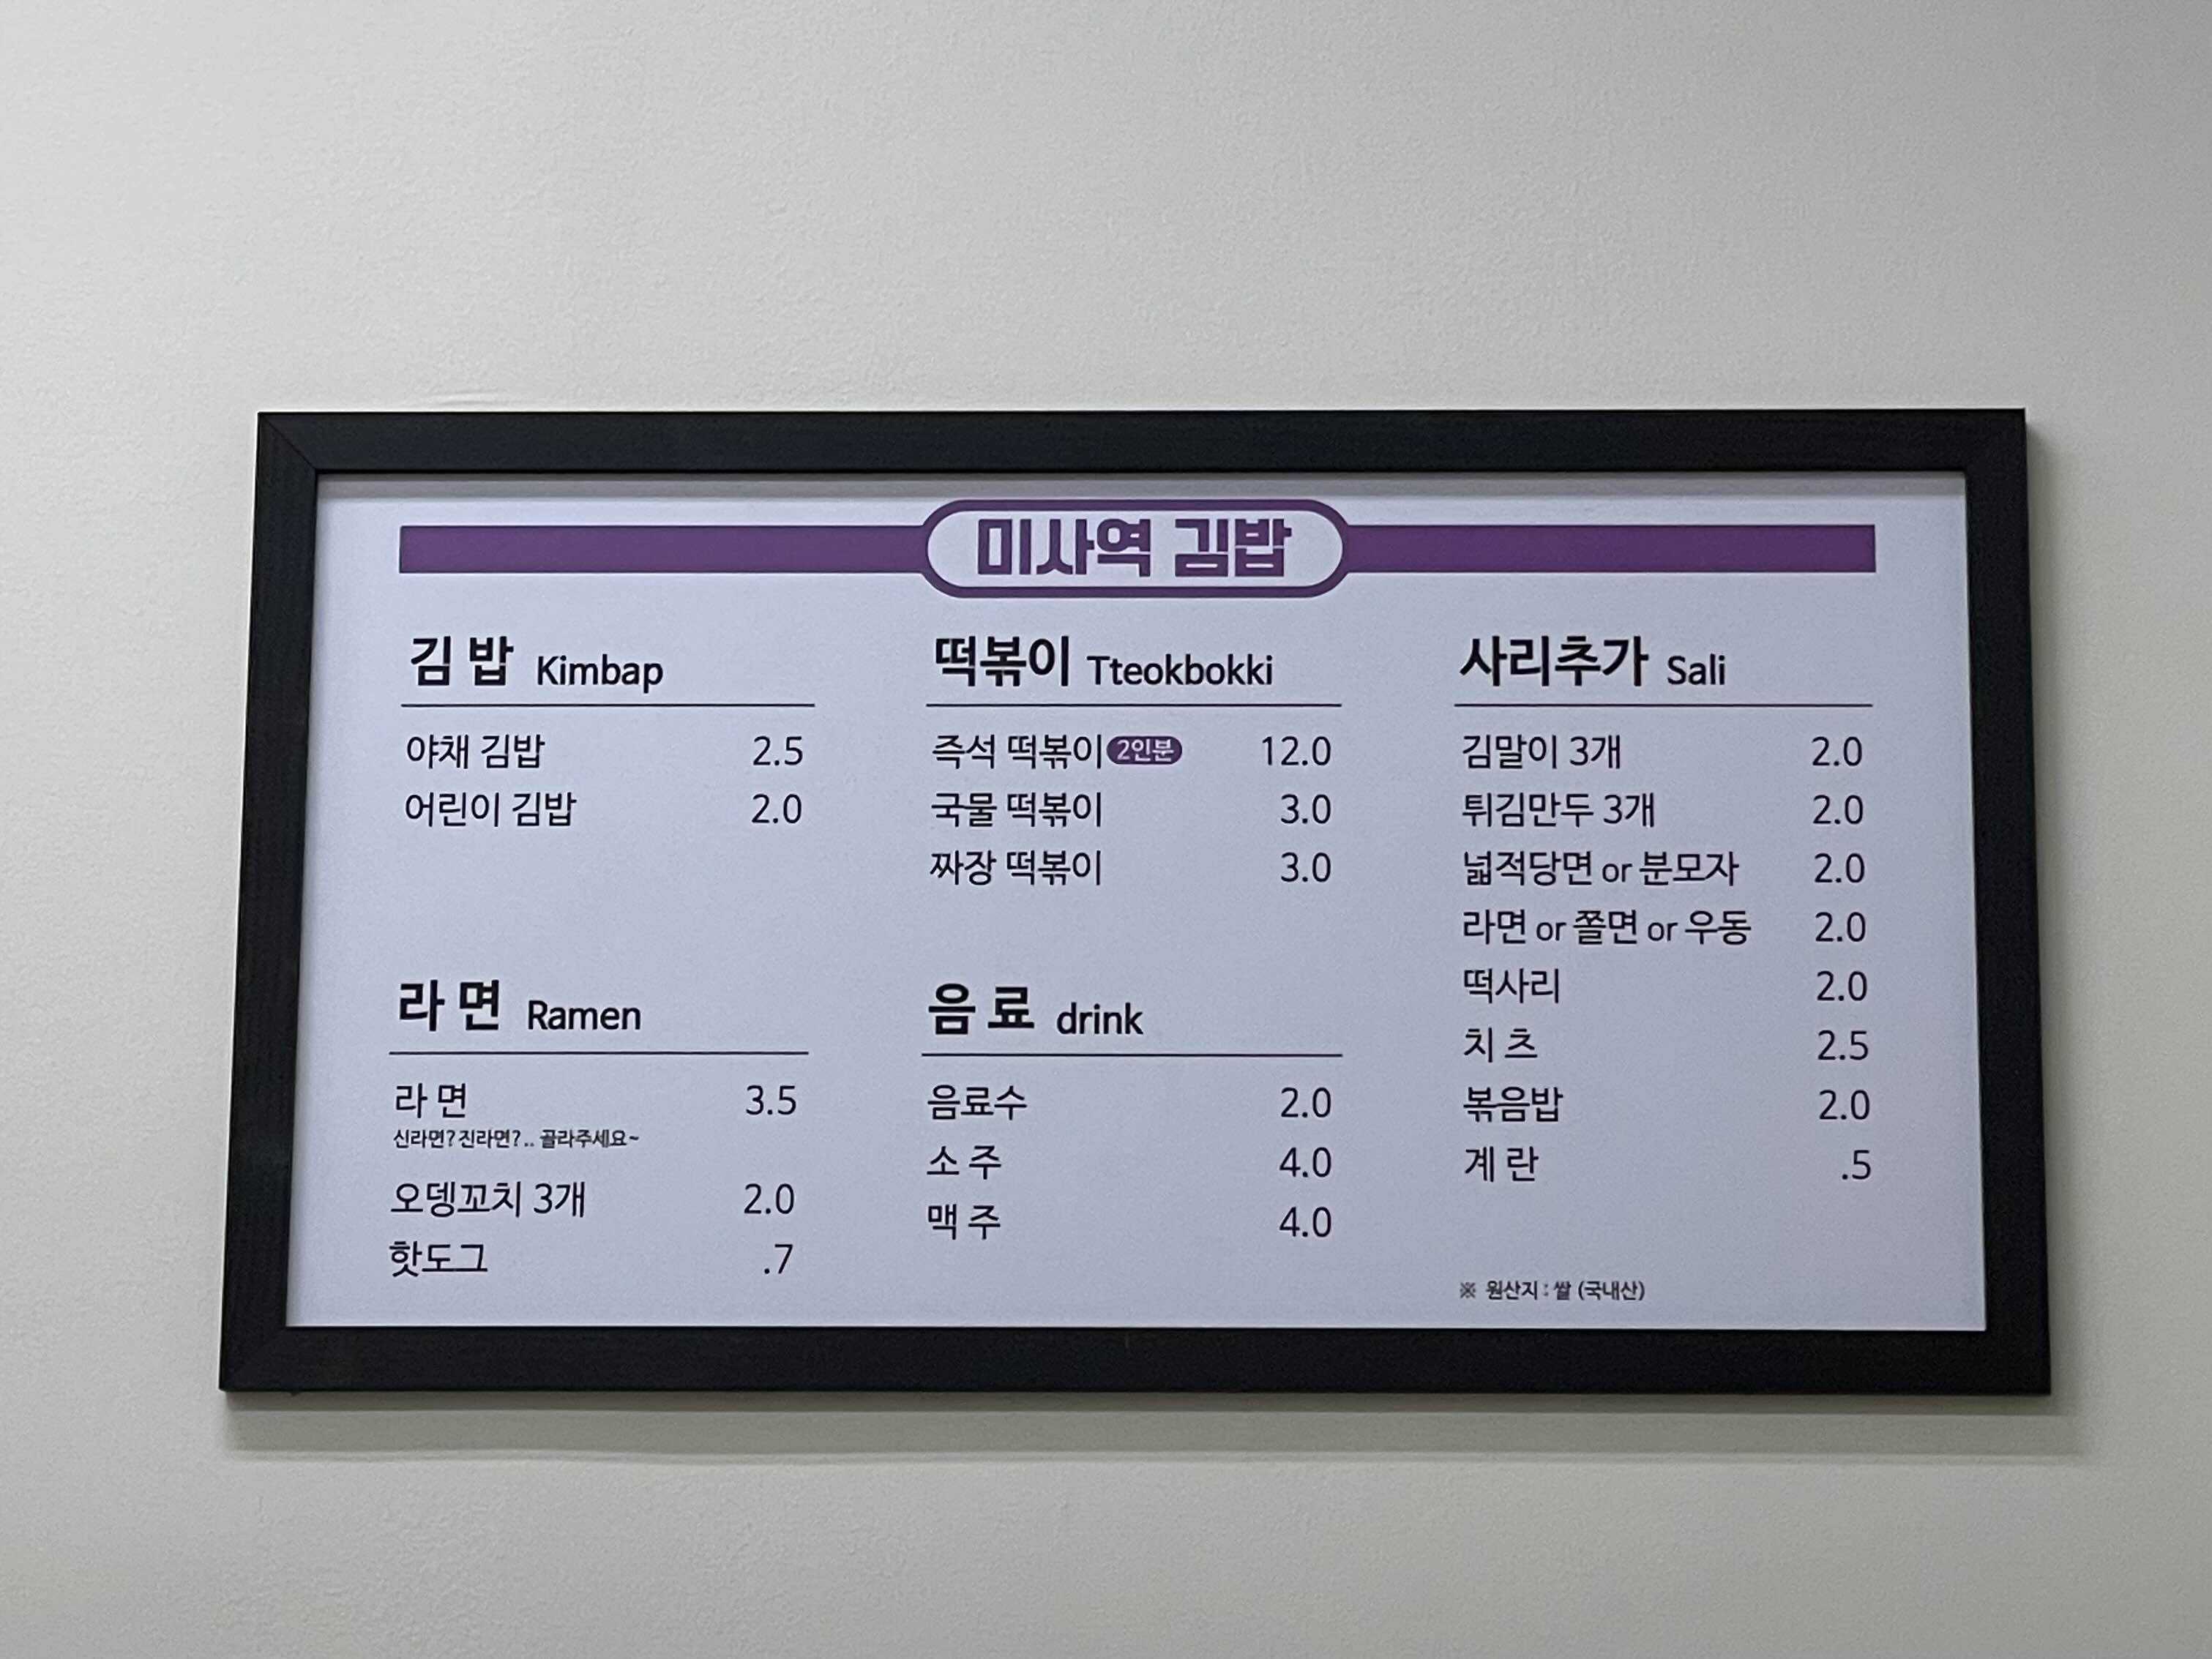 미사역 김밥
김 밥 Kimbap
야채 김밥 2.5
어린이 김밥 2.0
라 면 Ramen
라 면 3.5
신라면?진라면?.. 골라주세요~
오뎅꼬치 3개 2.0
핫도그 .7
떡볶이 Tteokbokki
즉석 떡볶이 2인분 12.0
국물 떡볶이 3.0
짜장 떡볶이 3.0
음 료 drink
음료수 2.0
소 주 4.0
맥 주 4.0
사리추가 Sali
김말이 3개 2.0
튀김만두 3개 2.0
넓적당면 or 분모자 2.0
라면 or 쫄면 or 우동 2.0
떡사리 2.0
치 츠 2.5
볶음밥 2.0
계 란 .5
※ 원산지 : 쌀 (국내산)